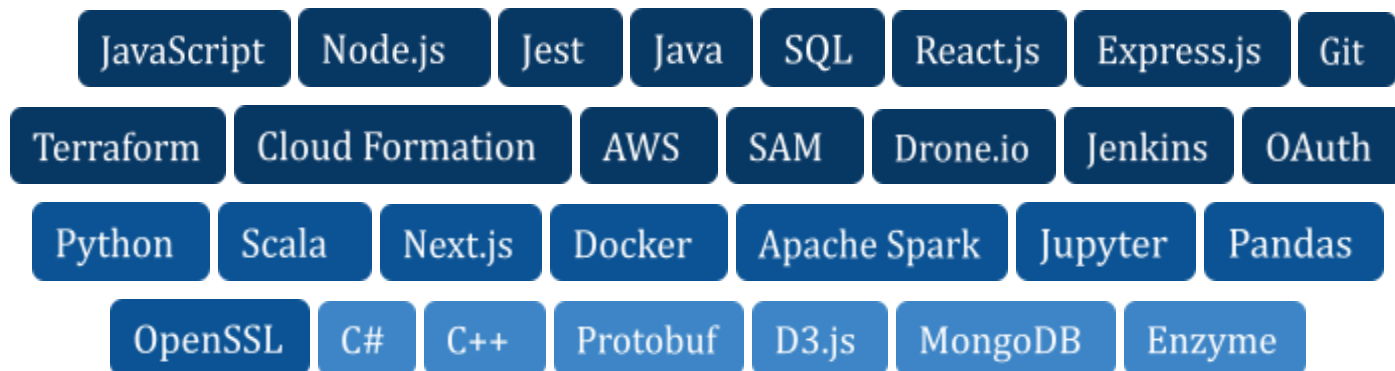 JavaScript Node.js Jest Java SQL React.js Express.js Git
Terraform Cloud Formation AWS SAM Drone.io Jenkins OAuth
Python Scala Next.js Docker Apache Spark Jupyter Pandas
OpenSSL C# C++ Protobuf D3.js MongoDB Enzyme